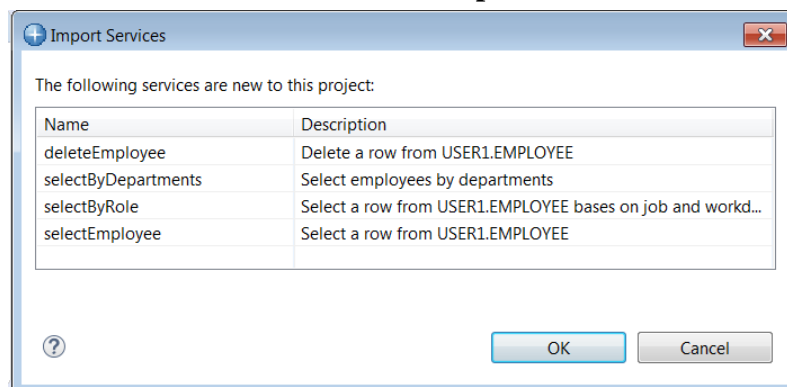 Import Services
The following services are new to this project:
Name Description
deleteEmployee Delete a row from USER1.EMPLOYEE
selectByDepartments Select employees by departments
selectByRole Select a row from USER1.EMPLOYEE bases on job and workd...
selectEmployee Select a row from USER1.EMPLOYEE
OK Cancel